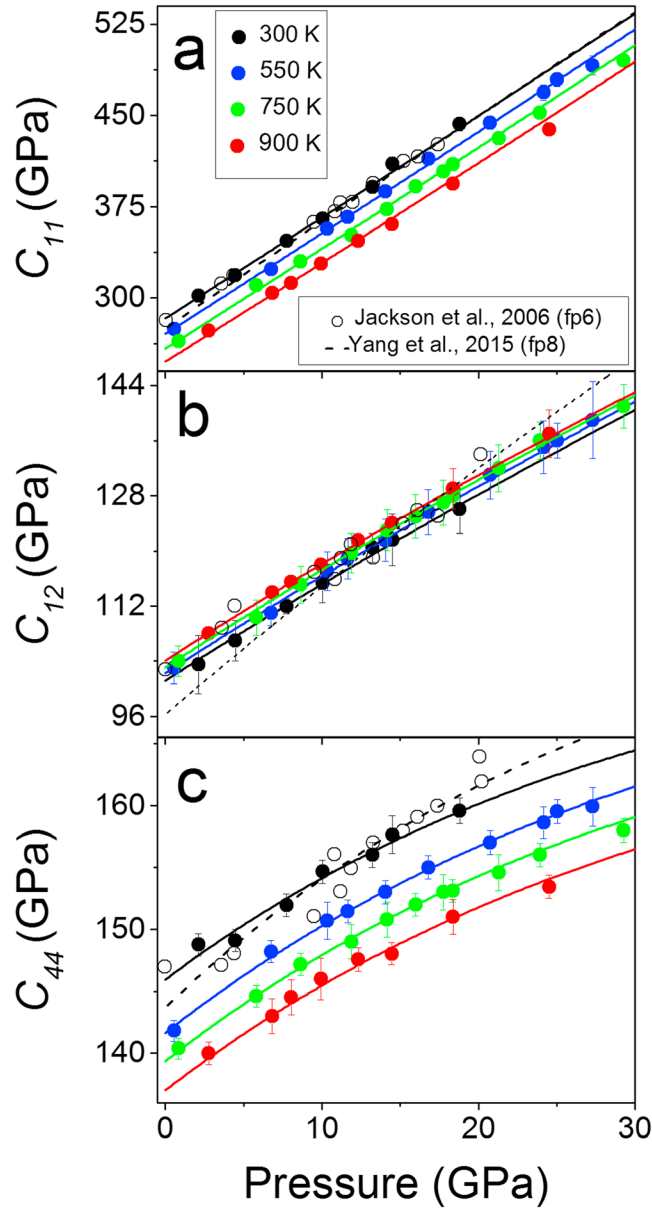 a
300 K
550 K
750 K
900 K
525
450
375
300
C11 (GPa)
Jackson et al., 2006 (fp6)
Yang et al., 2015 (fp8)
b
144
128
112
96
C12 (GPa)
c
160
150
140
C44 (GPa)
0 10 20 30
Pressure (GPa)